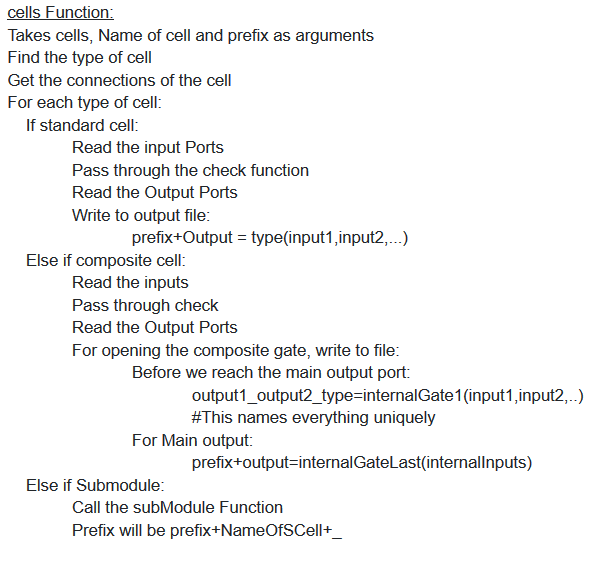 cells Function:
Takes cells, Name of cell and prefix as arguments
Find the type of cell
Get the connections of the cell
For each type of cell:
If standard cell:
Read the input Ports
Pass through the check function
Read the Output Ports
Write to output file:
prefix+Output = type(input1,input2,...)
Else if composite cell:
Read the inputs
Pass through check
Read the Output Ports
For opening the composite gate, write to file:
Before we reach the main output port:
output1_output2_type=internalGate1(input1,input2,..)
#This names everything uniquely
For Main output:
prefix+output=internalGateLast(internalInputs)
Else if Submodule:
Call the subModule Function
Prefix will be prefix+NameOfSCell+_